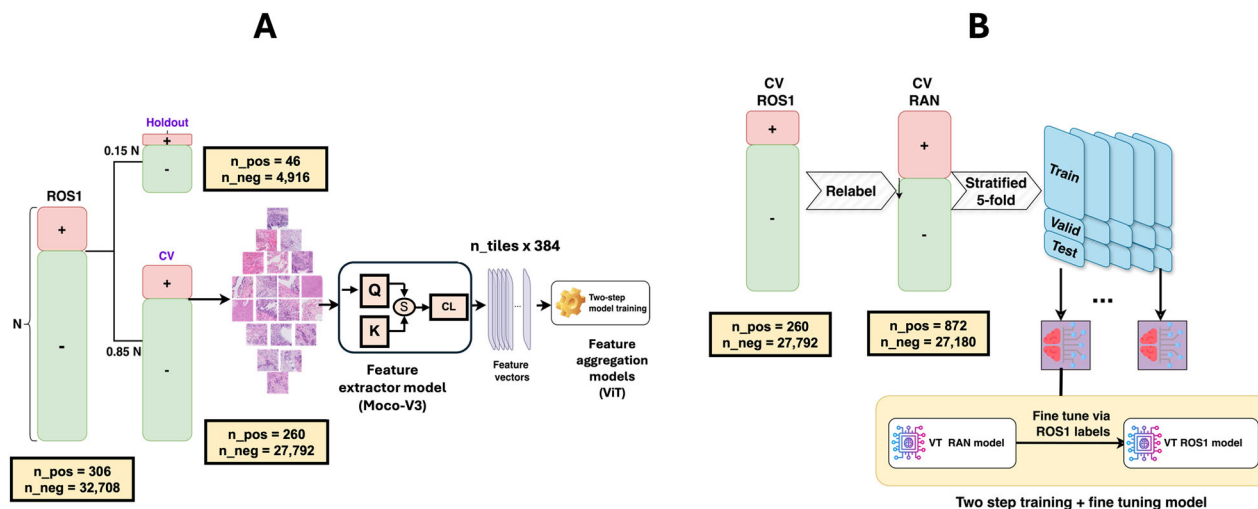 A
Holdout
+
-
0.15 N
n_pos = 46
n_neg = 4,916
ROS1
+
-
N
CV
+
-
0.85 N
n_pos = 306
n_neg = 32,708
n_pos = 260
n_neg = 27,792
Q
K
S
CL
Feature
extractor model
(Moco-V3)
n_tiles x 384
...
Feature
vectors
Two-step
model training
Feature
aggregation
models
(ViT)
B
CV
ROS1
+
-
n_pos = 260
n_neg = 27,792
Relabel
CV
RAN
+
-
n_pos = 872
n_neg = 27,180
Stratified
5-fold
Train
Valid
Test
...
VT RAN model
Fine tune via
ROS1 labels
VT ROS1 model
Two step training + fine tuning model